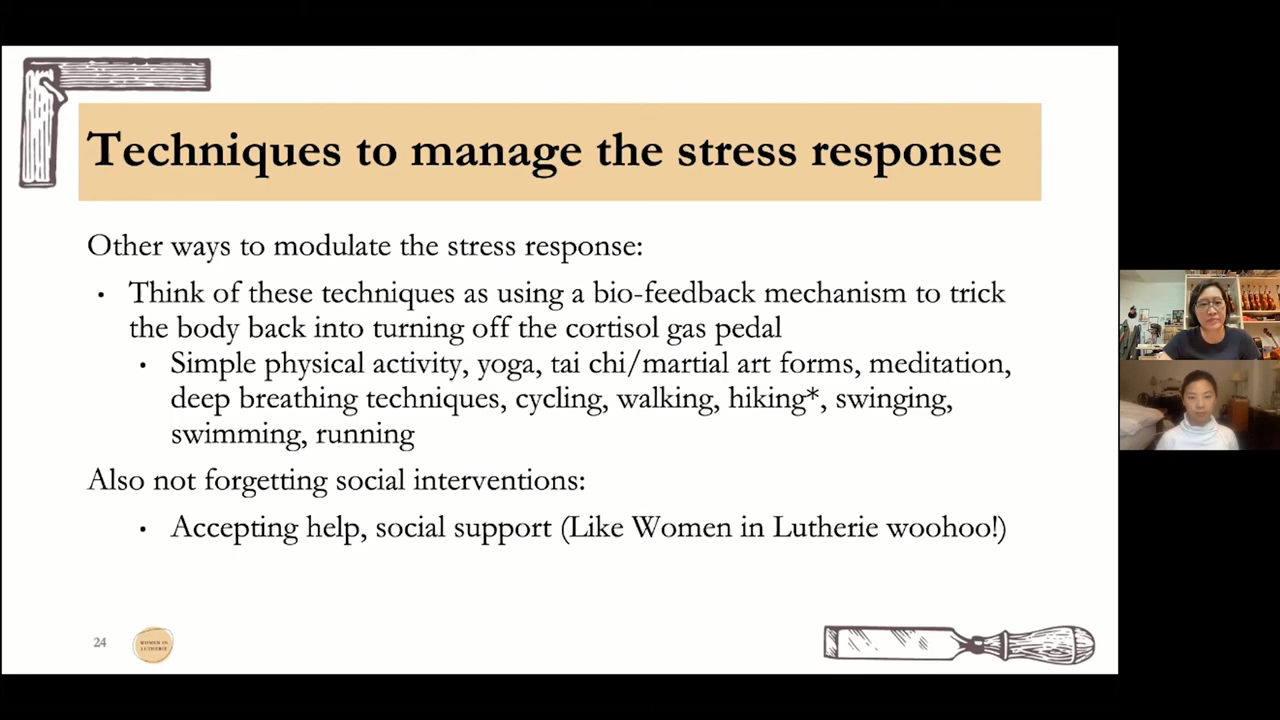 Techniques to manage the stress response
Other ways to modulate the stress response:
• Think of these techniques as using a bio-feedback mechanism to trick
the body back into turning off the cortisol gas pedal
• Simple physical activity, yoga, tai chi/martial art forms, meditation,
deep breathing techniques, cycling, walking, hiking*, swinging,
swimming, running
Also not forgetting social interventions:
• Accepting help, social support (Like Women in Lutherie woohoo!)
24
WOMEN IN
LUTHERIE